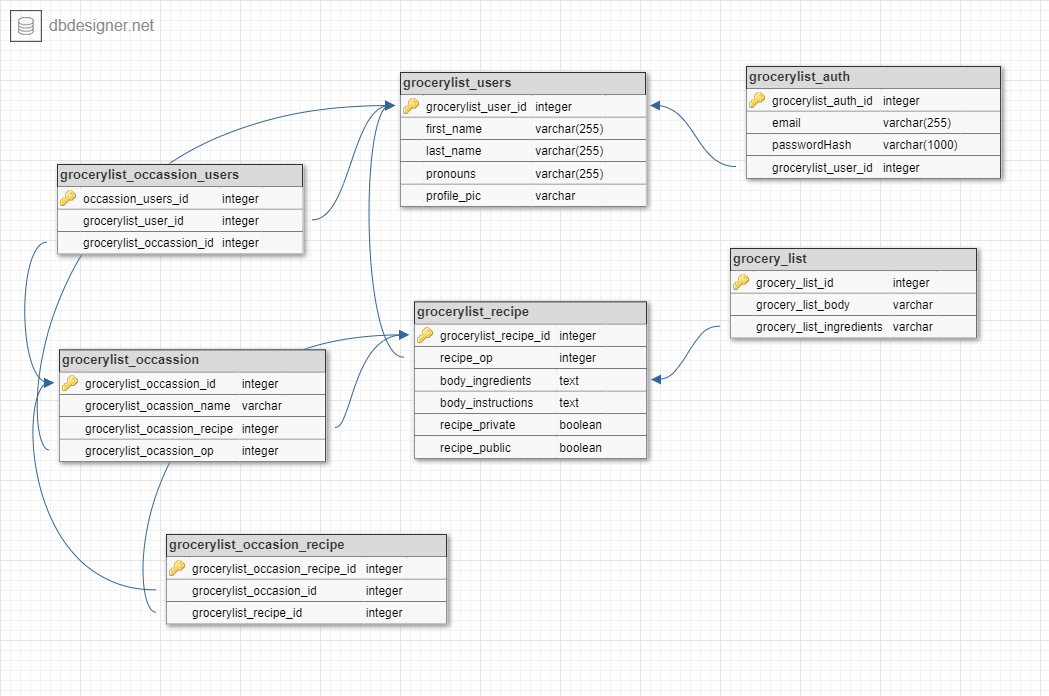 dbdesigner.net
grocerylist_users
grocerylist_user_id integer
first_name varchar(255)
last_name varchar(255)
pronouns varchar(255)
profile_pic varchar
grocerylist_auth
grocerylist_auth_id integer
email varchar(255)
passwordHash varchar(1000)
grocerylist_user_id integer
grocerylist_occassion_users
occassion_users_id integer
grocerylist_user_id integer
grocerylist_occassion_id integer
grocery_list
grocery_list_id integer
grocery_list_body varchar
grocery_list_ingredients varchar
grocerylist_recipe
grocerylist_recipe_id integer
recipe_op integer
body_ingredients text
body_instructions text
recipe_private boolean
recipe_public boolean
grocerylist_occassion
grocerylist_occassion_id integer
grocerylist_ocassion_name varchar
grocerylist_ocassion_recipe integer
grocerylist_ocassion_op integer
grocerylist_occasion_recipe
grocerylist_occasion_recipe_id integer
grocerylist_occasion_id integer
grocerylist_recipe_id integer